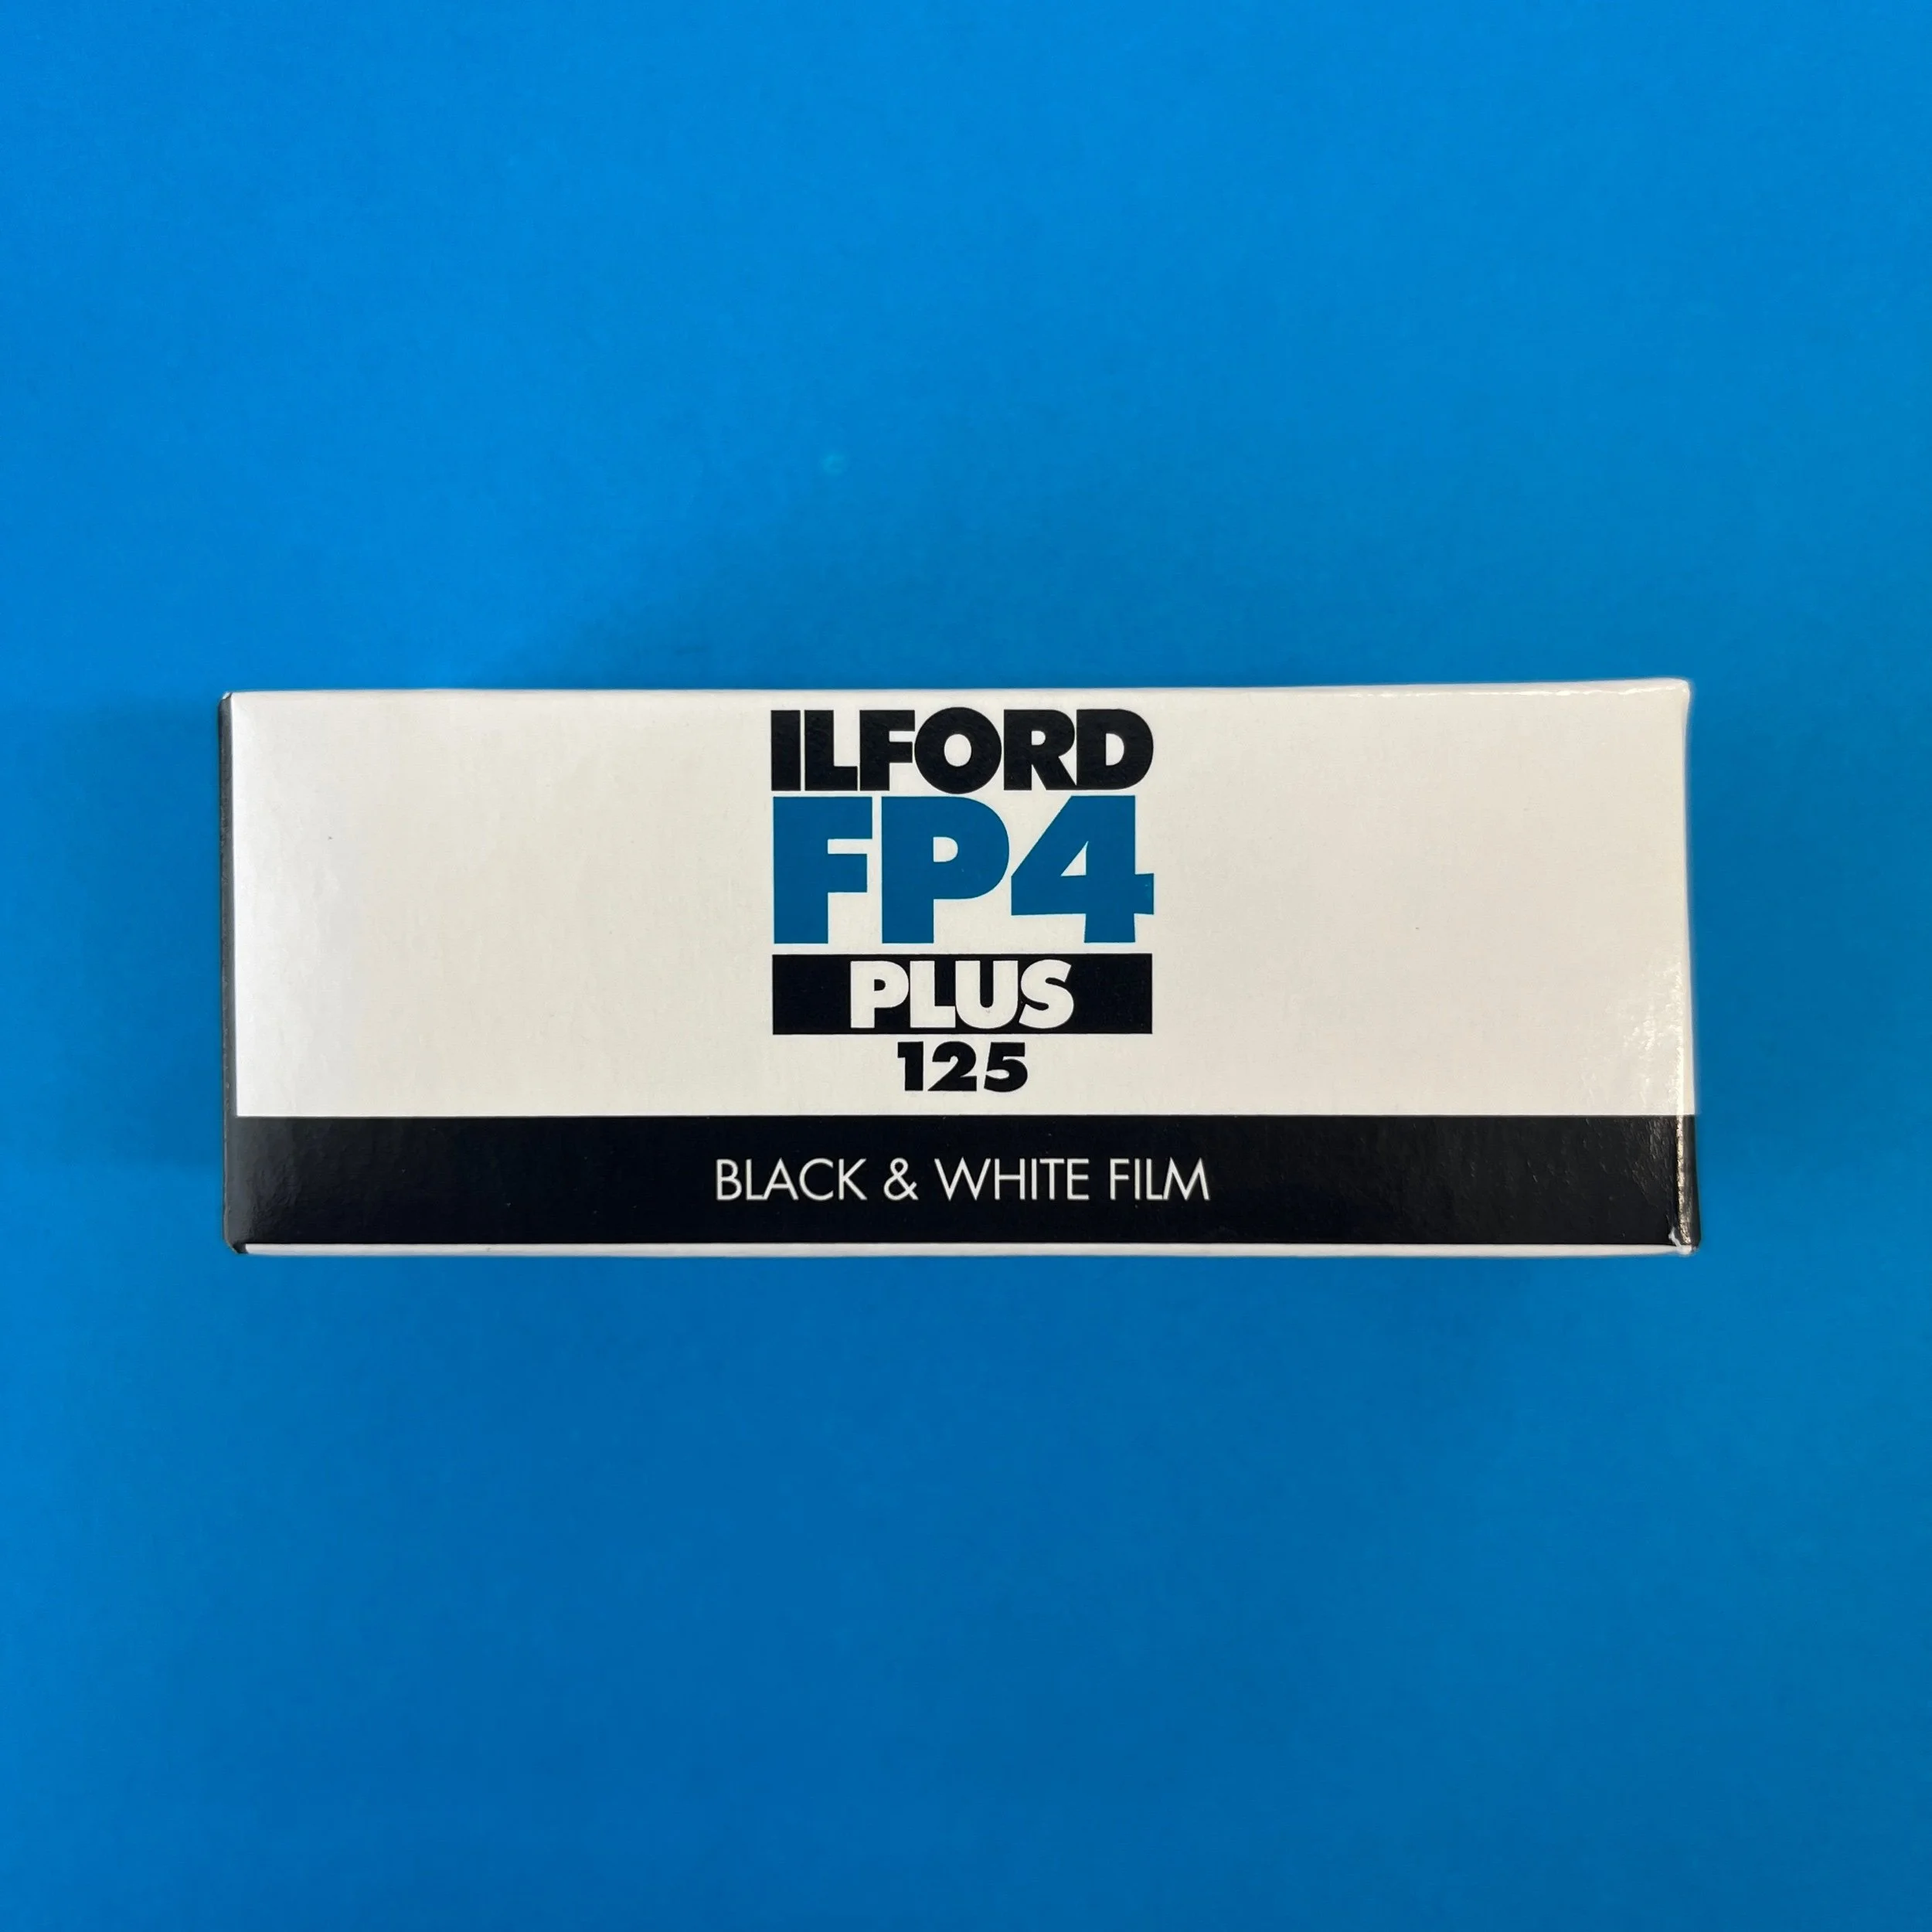 ILFORD
FP4
PLUS
125
BLACK & WHITE FILM